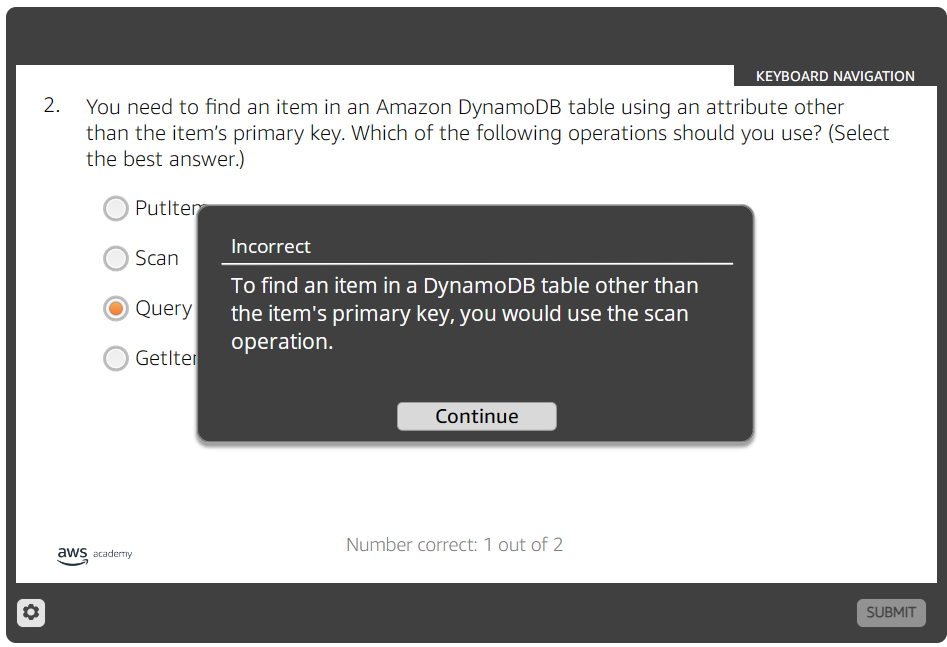 KEYBOARD NAVIGATION
2. You need to find an item in an Amazon DynamoDB table using an attribute other
than the item’s primary key. Which of the following operations should you use? (Select
the best answer.)
PutItem
Scan
Query
GetIte
Incorrect
To find an item in a DynamoDB table other than
the item's primary key, you would use the scan
operation.
Continue
Number correct: 1 out of 2
aws academy
SUBMIT